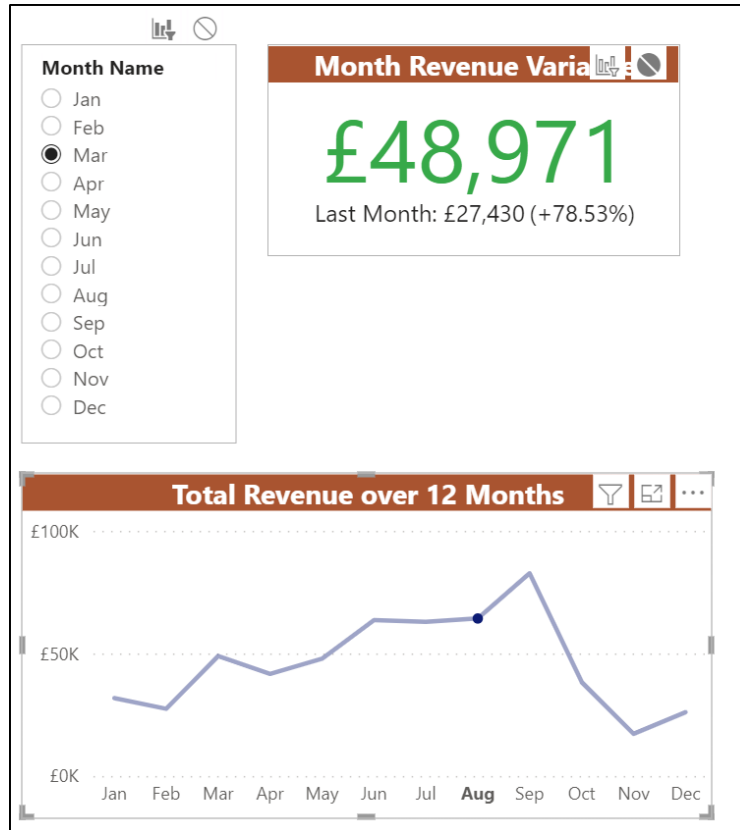 Month Name
Jan
Feb
Mar
Apr
May
Jun
Jul
Aug
Sep
Oct
Nov
Dec
Month Revenue Varia
£48,971
Last Month: £27,430 (+78.53%)
Total Revenue over 12 Months
£100K
£50K
£0K
Jan Feb Mar Apr May Jun Jul Aug Sep Oct Nov Dec